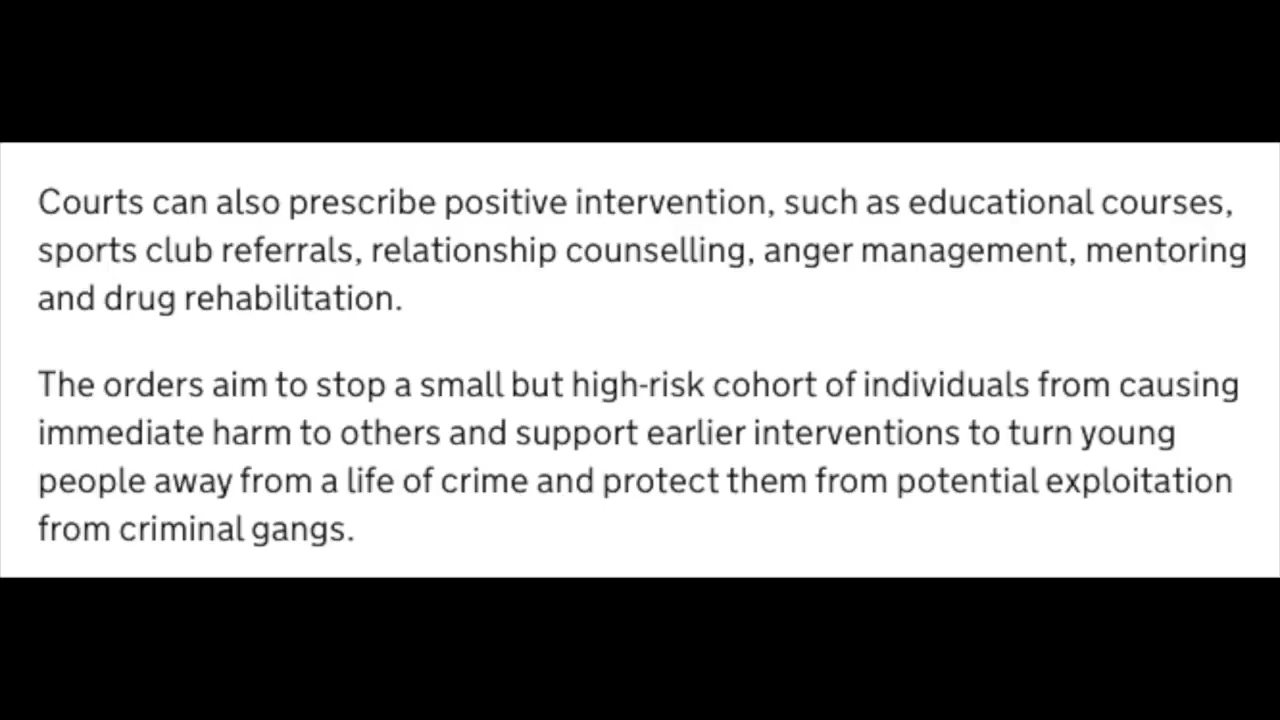 Courts can also prescribe positive intervention, such as educational courses,
sports club referrals, relationship counselling, anger management, mentoring
and drug rehabilitation.
The orders aim to stop a small but high-risk cohort of individuals from causing
immediate harm to others and support earlier interventions to turn young
people away from a life of crime and protect them from potential exploitation
from criminal gangs.